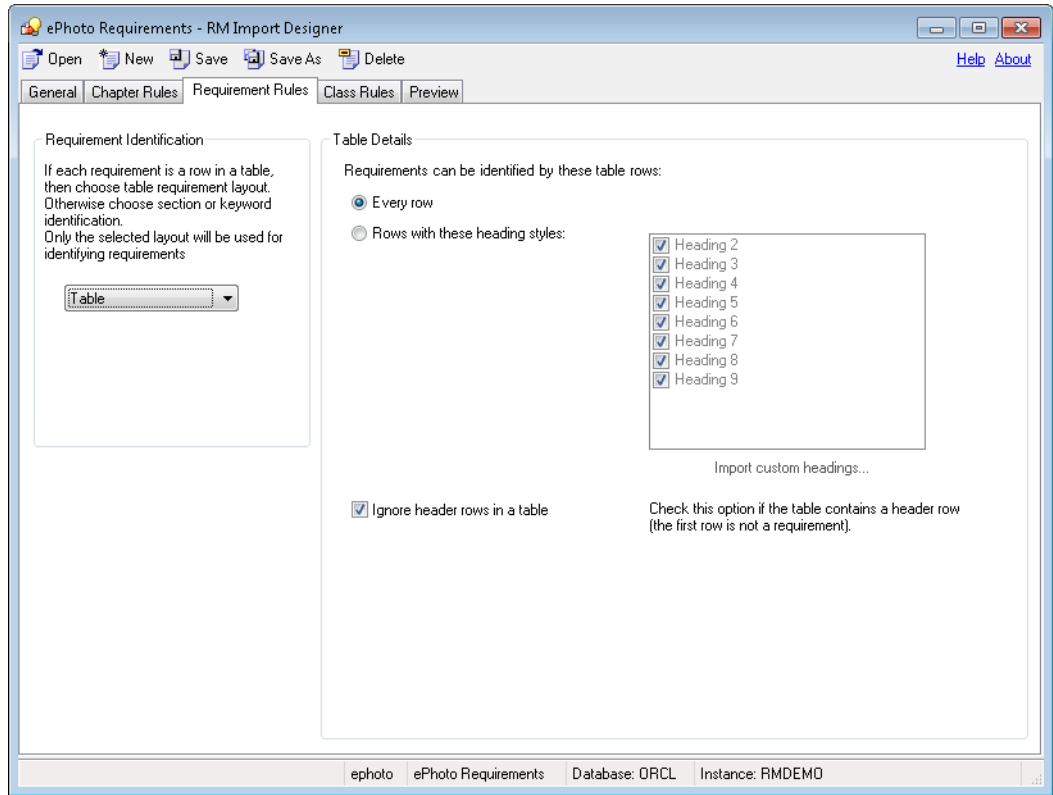 ePhoto Requirements - RM Import Designer
Open New Save Save As Delete Help About
General Chapter Rules Requirement Rules Class Rules Preview
Requirement Identification
If each requirement is a row in a table,
then choose table requirement layout.
Otherwise choose section or keyword
identification.
Only the selected layout will be used for
identifying requirements
Table
Table Details
Requirements can be identified by these table rows:
Every row
Rows with these heading styles:
Heading 2
Heading 3
Heading 4
Heading 5
Heading 6
Heading 7
Heading 8
Heading 9
Import custom headings...
Ignore header rows in a table
Check this option if the table contains a header row
(the first row is not a requirement).
ephoto ePhoto Requirements Database: ORCL Instance: RMDEMO